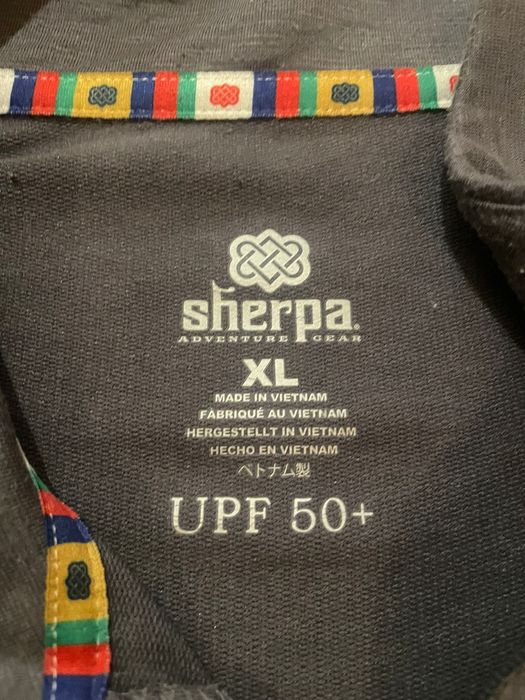 sherpa.
ADVENTURE GEAR
XL
MADE IN VIETNAM
FABRIQUÉ AU VIETNAM
HERGESTELLT IN VIETNAM
HECHO EN VIETNAM
ベトナム製
UPF 50+